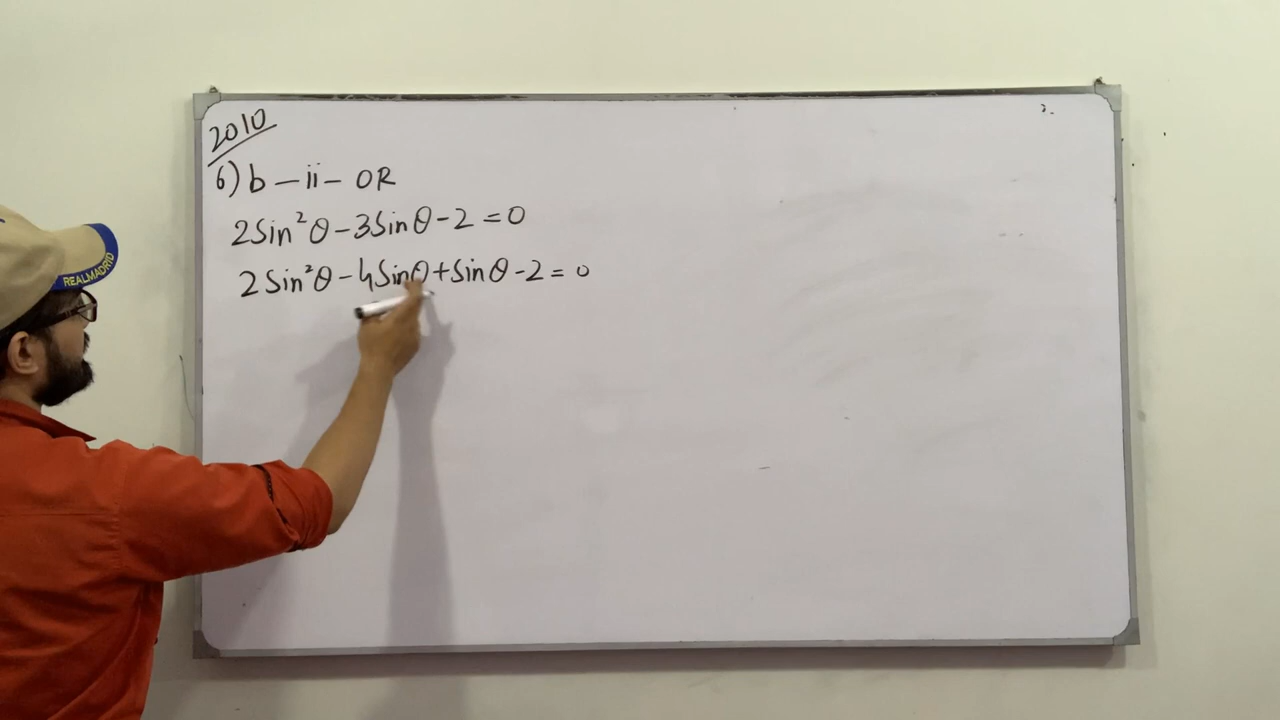 2010
6) b – ii – OR
2Sin²θ – 3Sinθ – 2 = 0
2Sin²θ – 4Sinθ + Sinθ – 2 = 0
REALMADRID